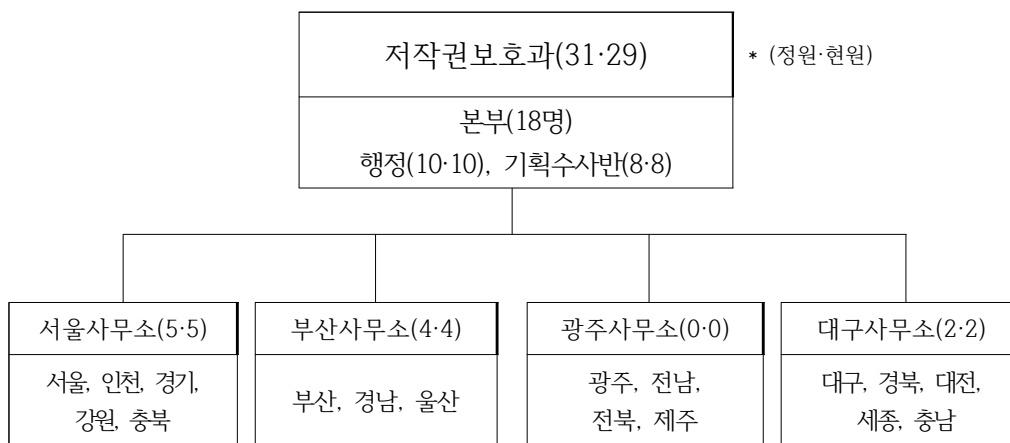 저작권보호과(31·29)
* (정원·현원)
본부(18명)
행정(10·10), 기획수사반(8·8)
서울사무소(5·5)
서울, 인천, 경기,
강원, 충북
부산사무소(4·4)
부산, 경남, 울산
광주사무소(0·0)
광주, 전남,
전북, 제주
대구사무소(2·2)
대구, 경북, 대전,
세종, 충남